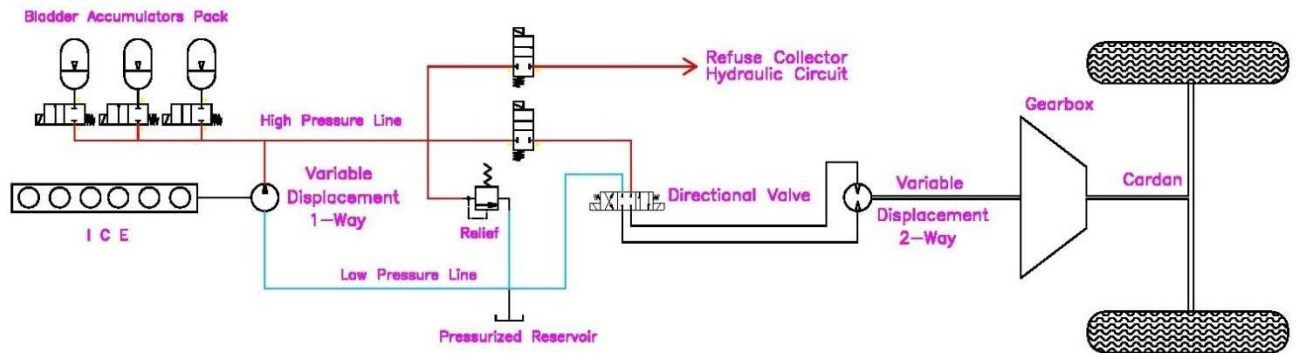 Bladder Accumulators Pack
Refuse Collector
Hydraulic Circuit
Gearbox
High Pressure Line
Variable
Displacement
1-Way
Directional Valve
Variable
Displacement
2-Way
Cardan
I C E
Relief
Low Pressure Line
Pressurized Reservoir